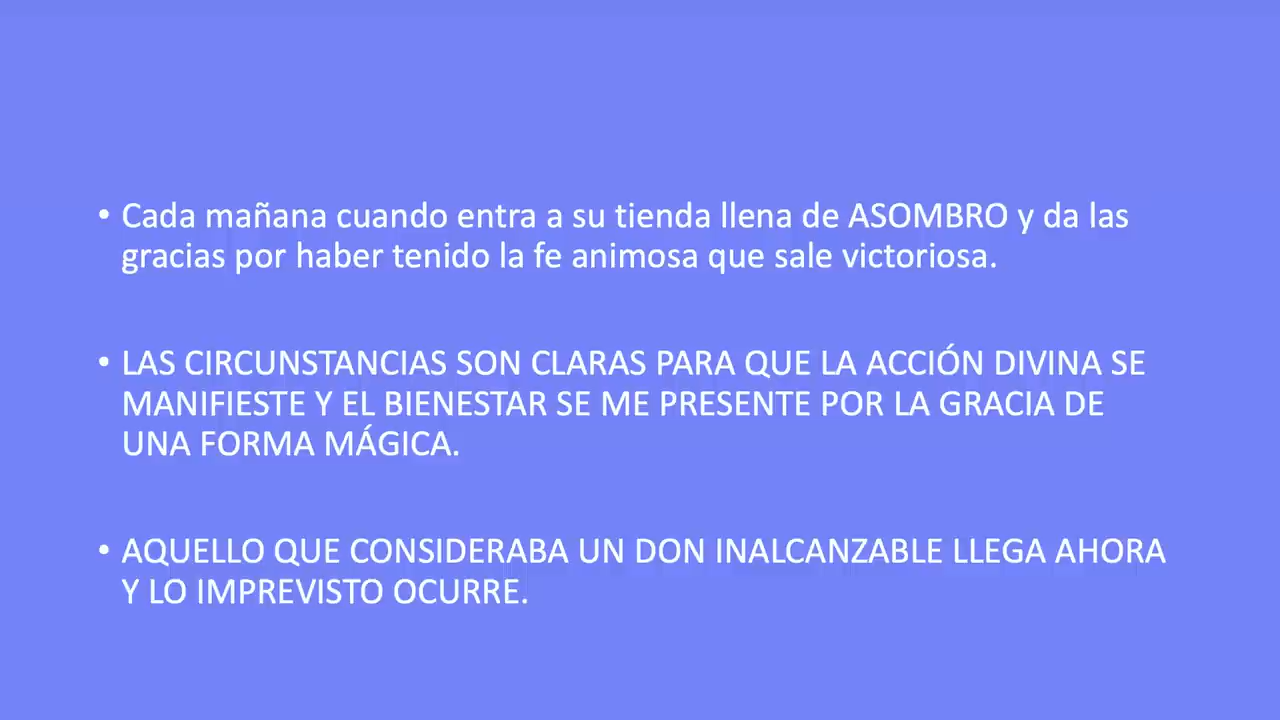 • Cada mañana cuando entra a su tienda llena de ASOMBRO y da las
gracias por haber tenido la fe animosa que sale victoriosa.
• LAS CIRCUNSTANCIAS SON CLARAS PARA QUE LA ACCIÓN DIVINA SE
MANIFIESTE Y EL BIENESTAR SE ME PRESENTE POR LA GRACIA DE
UNA FORMA MÁGICA.
• AQUELLO QUE CONSIDERABA UN DON INALCANZABLE LLEGA AHORA
Y LO IMPREVISTO OCURRE.